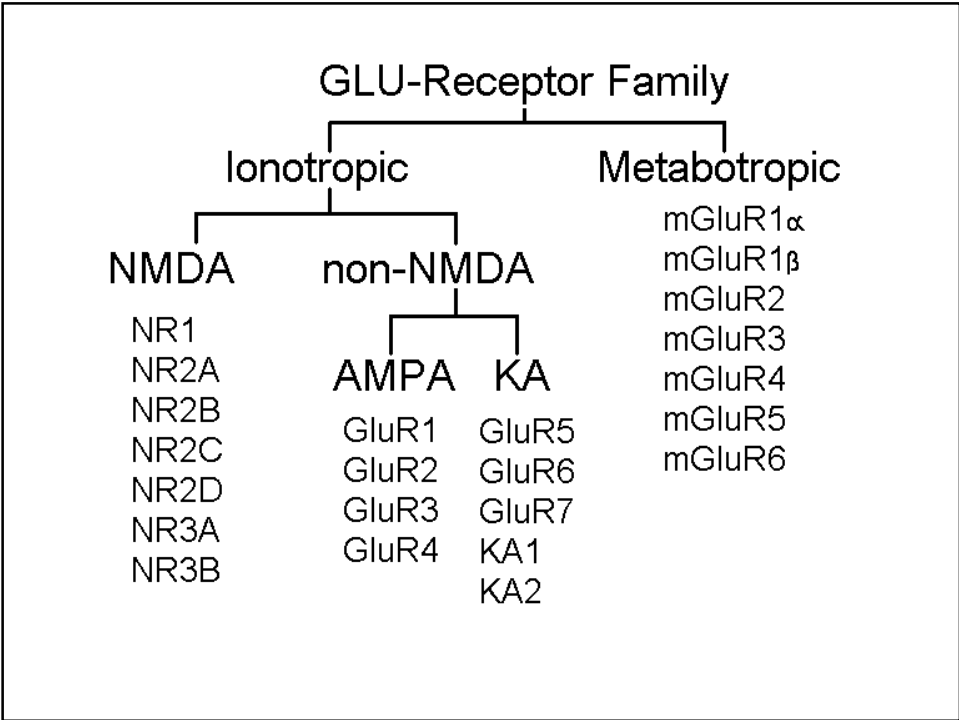 GLU-Receptor Family
Ionotropic
Metabotropic
NMDA
non-NMDA
NR1
NR2A
NR2B
NR2C
NR2D
NR3A
NR3B
AMPA
GluR1
GluR2
GluR3
GluR4
KA
GluR5
GluR6
GluR7
KA1
KA2
mGluR1α
mGluR1β
mGluR2
mGluR3
mGluR4
mGluR5
mGluR6